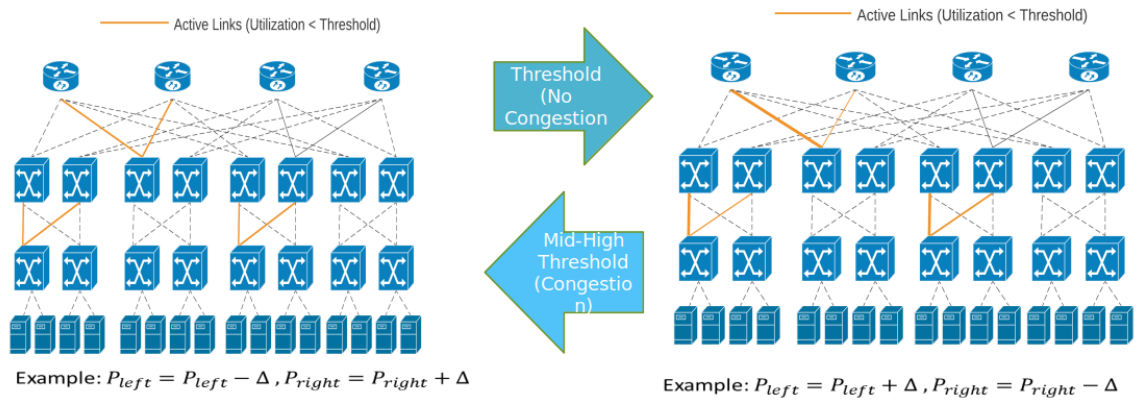 Active Links (Utilization < Threshold)
Threshold
(No
Congestion
Mid-High
Threshold
(Congestio
n)
Example: P_left = P_left − Δ , P_right = P_right + Δ
Active Links (Utilization < Threshold)
Example: P_left = P_left + Δ , P_right = P_right − Δ